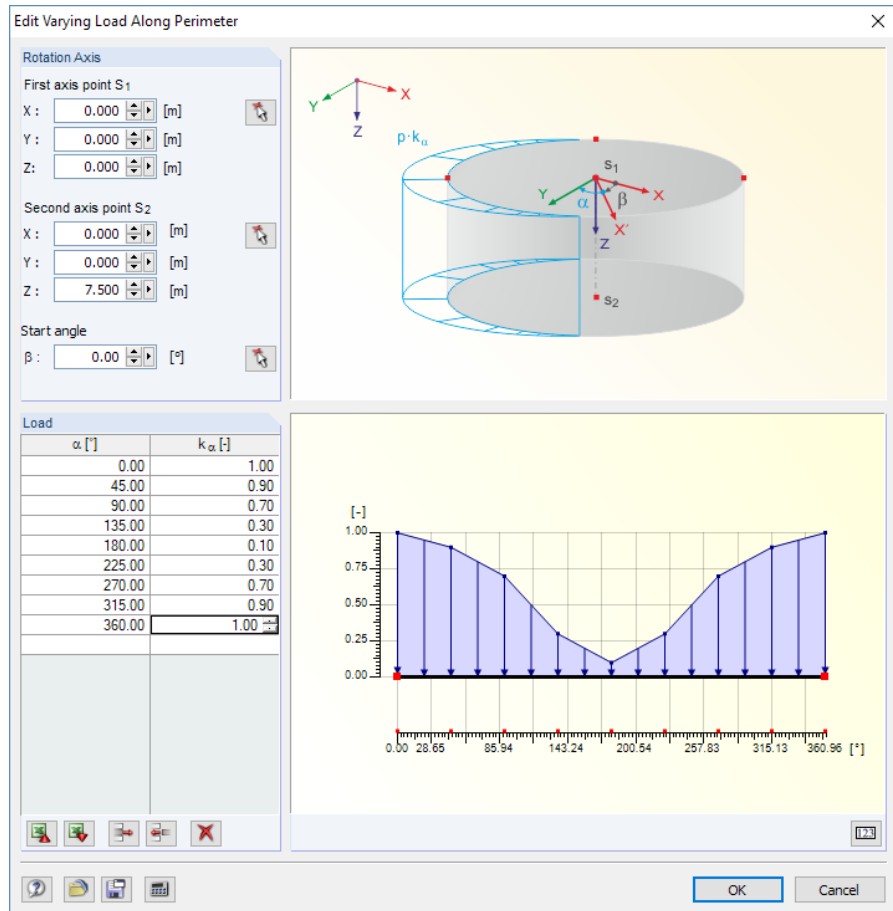 Edit Varying Load Along Perimeter
Rotation Axis
First axis point S1
X : 0.000 [m]
Y : 0.000 [m]
Z: 0.000 [m]
Second axis point S2
X : 0.000 [m]
Y : 0.000 [m]
Z : 7.500 [m]
Start angle
β : 0.00 [°]
X
Y
Z
p·kα
S1
Y
α
β
X
X'
Z
S2
Load
α [°] kα [-]
0.00 1.00
45.00 0.90
90.00 0.70
135.00 0.30
180.00 0.10
225.00 0.30
270.00 0.70
315.00 0.90
360.00 1.00
[-]
1.00
0.75
0.50
0.25
0.00
0.00 28.65 85.94 143.24 200.54 257.83 315.13 360.96 [°]
123
OK Cancel